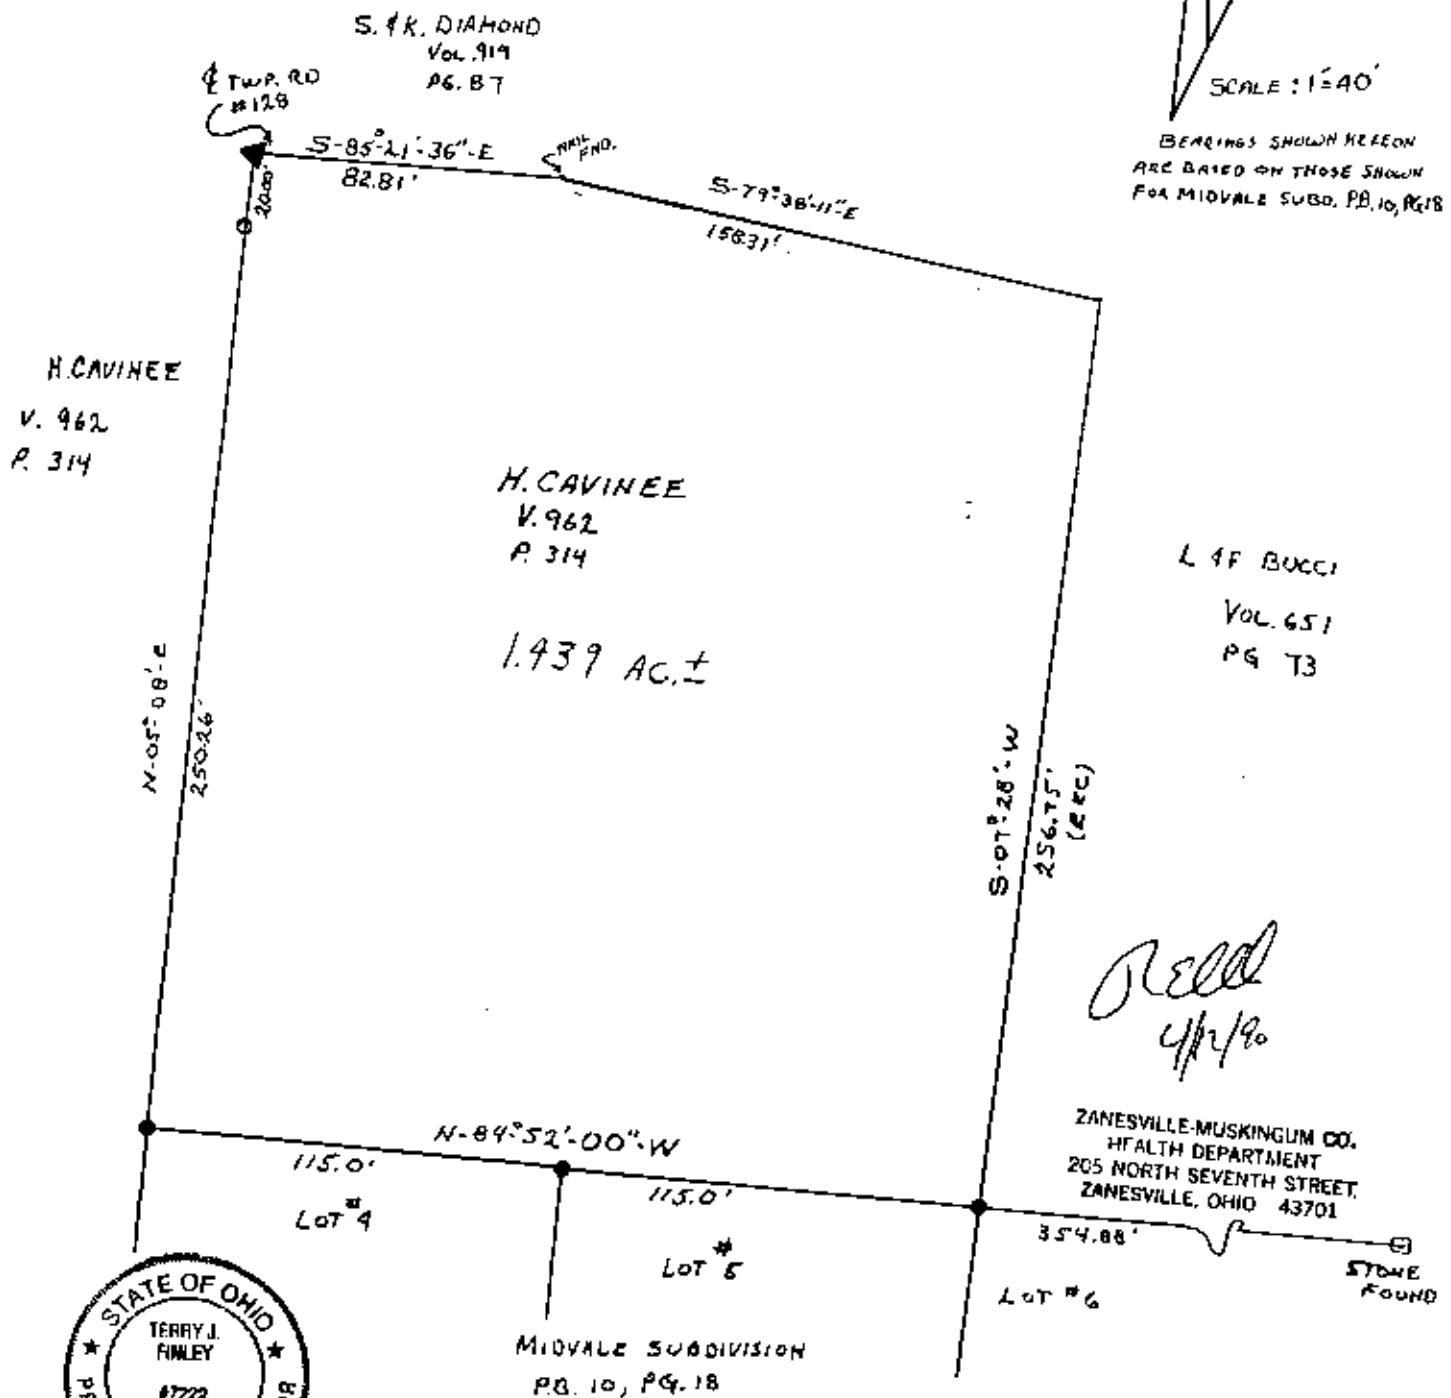 S. & K. DIAMOND
VOL. 919
PG. 87
℄ TWP. RD
#128
SCALE: 1"=40'
BEARINGS SHOWN HEREON
ARE BASED ON THOSE SHOWN
FOR MIDVALE SUBD. P.B. 10, PG. 18
S-85°-21'-36"-E
82.81'
NAIL
FND.
S-79°-38'-11"-E
158.31'
20.00'
H. CAVINEE
V. 962
P. 314
H. CAVINEE
V. 962
P. 314
1.439 AC. ±
L & F BUCCI
VOL. 651
PG 73
N-05°-08'-E
250.26'
S-07°-28'-W
256.75'
(REC)
4/12/90
ZANESVILLE-MUSKINGUM CO.
HEALTH DEPARTMENT
205 NORTH SEVENTH STREET,
ZANESVILLE, OHIO 43701
N-84°-52'-00"-W
115.0'
115.0'
354.88'
LOT #4
LOT #5
LOT #6
STONE
FOUND
STATE OF OHIO
TERRY J.
FINLEY
MIDVALE SUBDIVISION
P.B. 10, PG. 18